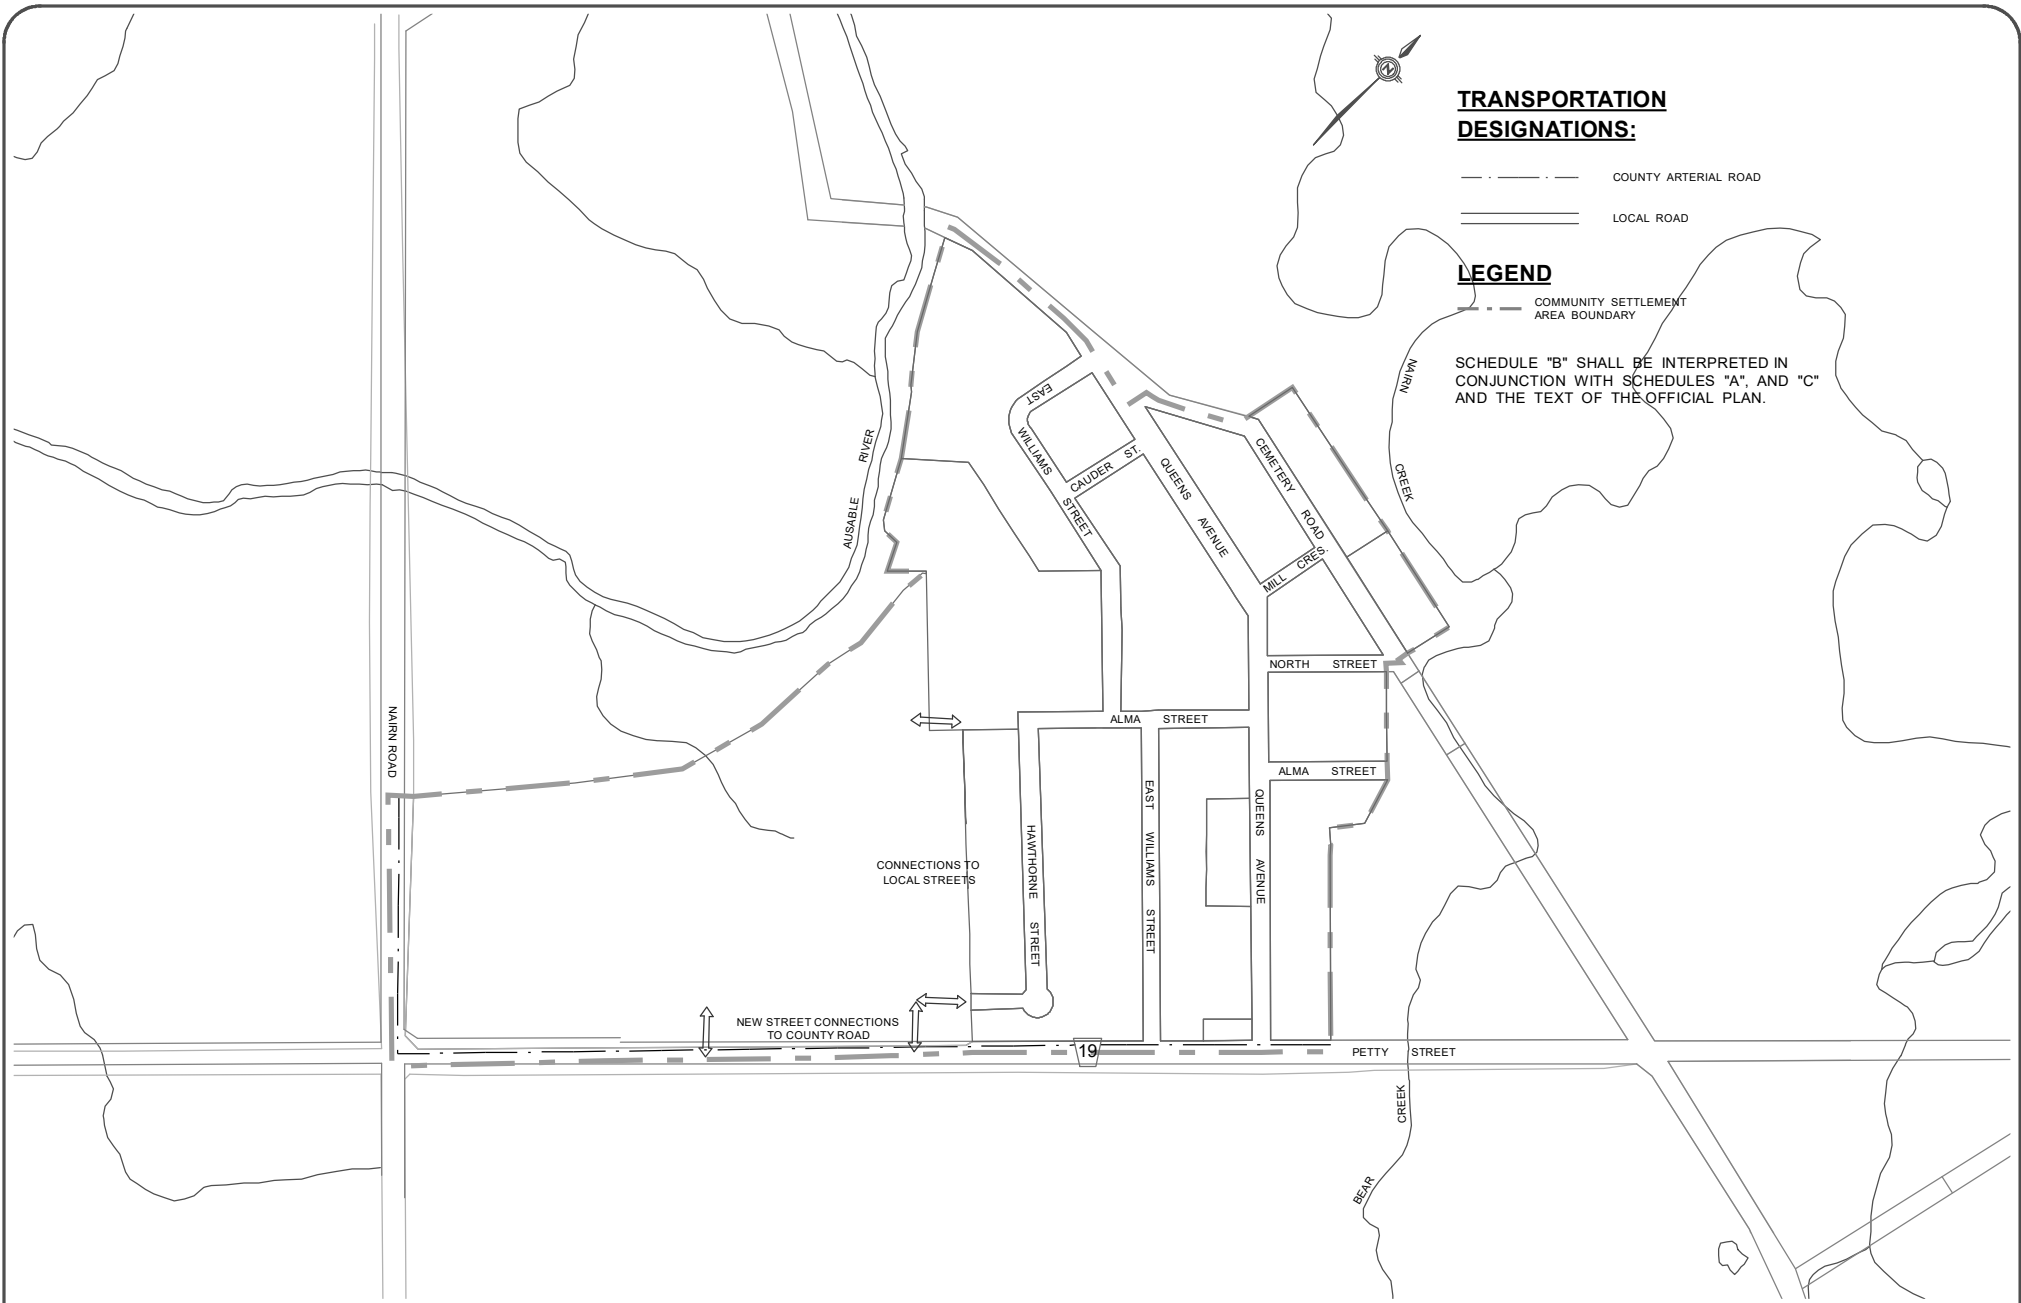 N
TRANSPORTATION
DESIGNATIONS:
COUNTY ARTERIAL ROAD
LOCAL ROAD
LEGEND
COMMUNITY SETTLEMENT
AREA BOUNDARY
SCHEDULE "B" SHALL BE INTERPRETED IN
CONJUNCTION WITH SCHEDULES "A", AND "C"
AND THE TEXT OF THE OFFICIAL PLAN.
NAIRN
CREEK
EAST
WILLIAMS
STREET
CAUDER ST.
QUEENS
AVENUE
CEMETERY
ROAD
MILL CRES.
AUSABLE RIVER
NORTH STREET
ALMA STREET
ALMA STREET
NAIRN ROAD
EAST WILLIAMS STREET
QUEENS AVENUE
HAWTHORNE STREET
CONNECTIONS TO
LOCAL STREETS
NEW STREET CONNECTIONS
TO COUNTY ROAD
19
PETTY STREET
BEAR CREEK